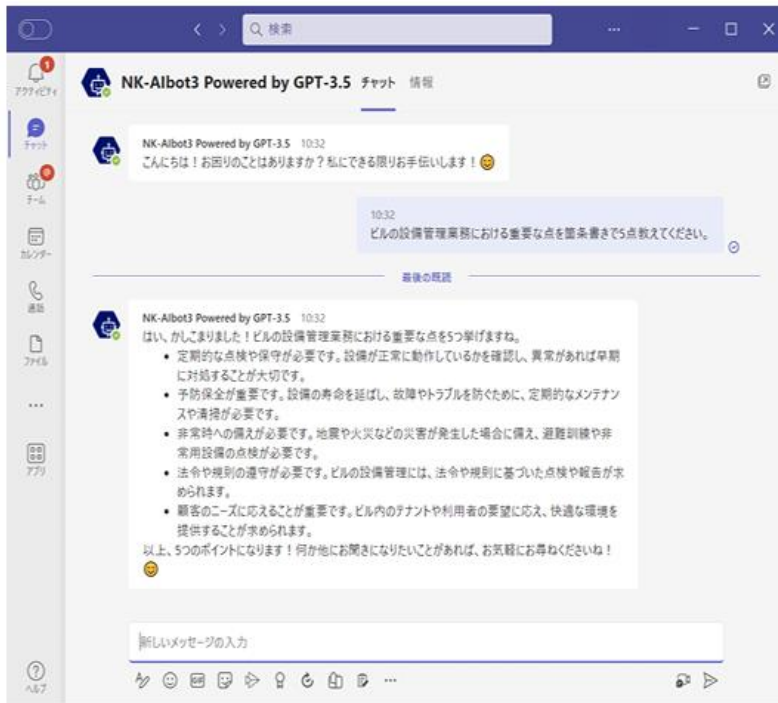 検索
NK-AIbot3 Powered by GPT-3.5 チャット 情報
1
アクティビティ
チャット
チーム
カレンダー
通話
ファイル
アプリ
ヘルプ
NK-AIbot3 Powered by GPT-3.5 10:32
こんにちは！お困りのことはありますか？私にできる限りお手伝いします！
10:32
ビルの設備管理業務における重要な点を箇条書きで5点教えてください。
最後の既読
NK-AIbot3 Powered by GPT-3.5 10:32
はい、かしこまりました！ビルの設備管理業務における重要な点を5つ挙げますね。
• 定期的な点検や保守が必要です。設備が正常に動作しているかを確認し、異常があれば早期
に対処することが大切です。
• 予防保全が重要です。設備の寿命を延ばし、故障やトラブルを防ぐために、定期的なメンテナン
スや清掃が必要です。
• 非常時への備えが必要です。地震や火災などの災害が発生した場合に備え、避難訓練や非
常用設備の点検が必要です。
• 法令や規則の遵守が必要です。ビルの設備管理には、法令や規則に基づいた点検や報告が求
められます。
• 顧客のニーズに応えることが重要です。ビル内のテナントや利用者の要望に応え、快適な環境を
提供することが求められます。
以上、5つのポイントになります！何か他にお聞きになりたいことがあれば、お気軽にお尋ねくださいね！
新しいメッセージの入力
GIF